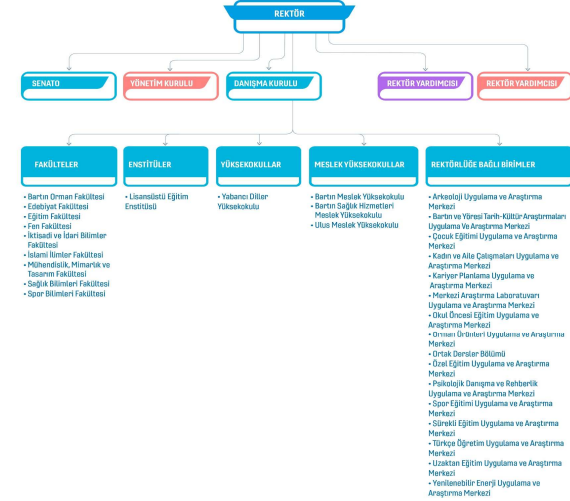 REKTÖR
SENATO
YÖNETİM KURULU
DANIŞMA KURULU
REKTÖR YARDIMCISI
REKTÖR YARDIMCISI
FAKÜLTELER
• Bartın Orman Fakültesi
• Edebiyat Fakültesi
• Eğitim Fakültesi
• Fen Fakültesi
• İktisadi ve İdari Bilimler
Fakültesi
• İslami İlimler Fakültesi
• Mühendislik, Mimarlık ve
Tasarım Fakültesi
• Sağlık Bilimleri Fakültesi
• Spor Bilimleri Fakültesi
ENSTİTÜLER
• Lisansüstü Eğitim
Enstitüsü
YÜKSEKOKULLAR
• Yabancı Diller
Yüksekokulu
MESLEK YÜKSEKOKULLAR
• Bartın Meslek Yüksekokulu
• Bartın Sağlık Hizmetleri
Meslek Yüksekokulu
• Ulus Meslek Yüksekokulu
REKTÖRLÜĞE BAĞLI BİRİMLER
• Arkeoloji Uygulama ve Araştırma
Merkezi
• Bartın ve Yöresi Tarih-Kültür Araştırmaları
Uygulama Ve Araştırma Merkezi
• Çocuk Eğitimi Uygulama ve Araştırma
Merkezi
• Kadın ve Aile Çalışmaları Uygulama ve
Araştırma Merkezi
• Kariyer Planlama Uygulama ve
Araştırma Merkezi
• Merkezi Araştırma Laboratuvarı
Uygulama ve Araştırma Merkezi
• Okul Öncesi Eğitim Uygulama ve
Araştırma Merkezi
• Orman Ürünleri Uygulama ve Araştırma
Merkezi
• Ortak Dersler Bölümü
• Özel Eğitim Uygulama ve Araştırma
Merkezi
• Psikolojik Danışma ve Rehberlik
Uygulama ve Araştırma Merkezi
• Spor Eğitimi Uygulama ve Araştırma
Merkezi
• Sürekli Eğitim Uygulama ve Araştırma
Merkezi
• Türkçe Öğretim Uygulama ve Araştırma
Merkezi
• Uzaktan Eğitim Uygulama ve Araştırma
Merkezi
• Yenilenebilir Enerji Uygulama ve
Araştırma Merkezi